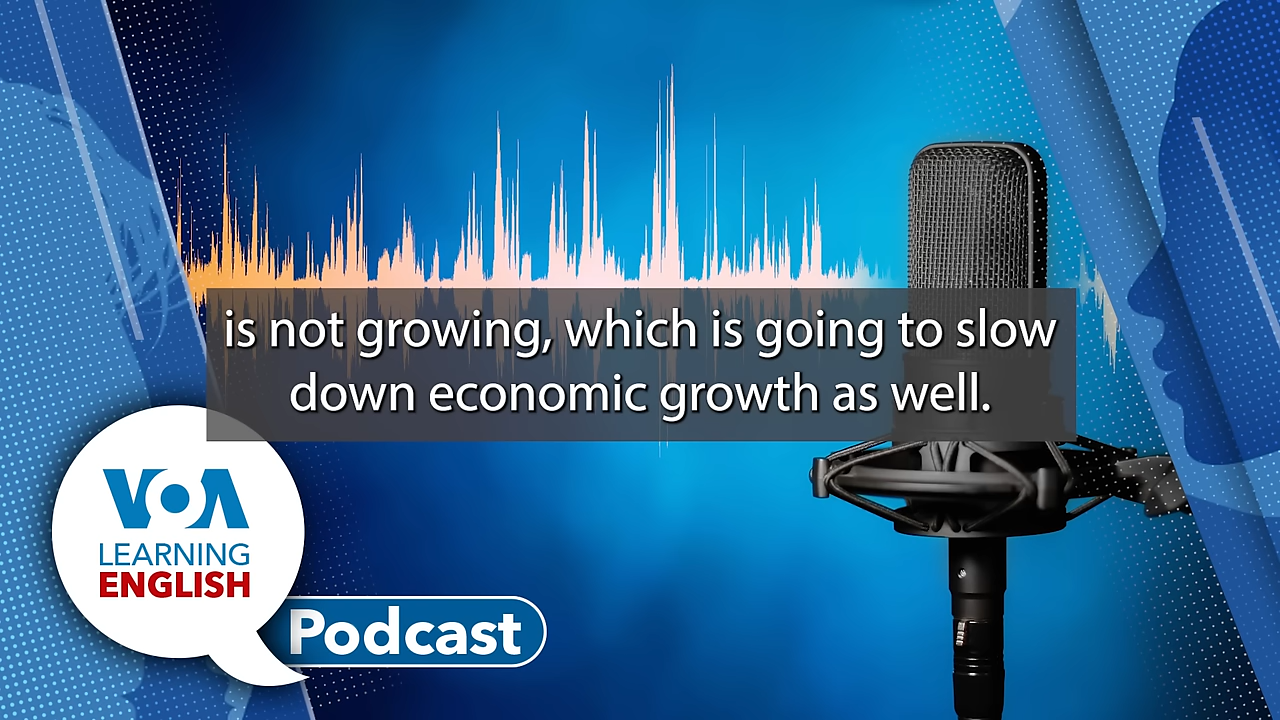 is not growing, which is going to slow
down economic growth as well.
VOA
LEARNING
ENGLISH
Podcast